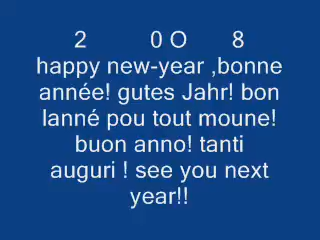 2 0 O 8
happy new-year ,bonne
année! gutes Jahr! bon
lanné pou tout moune!
buon anno! tanti
auguri ! see you next
year!!